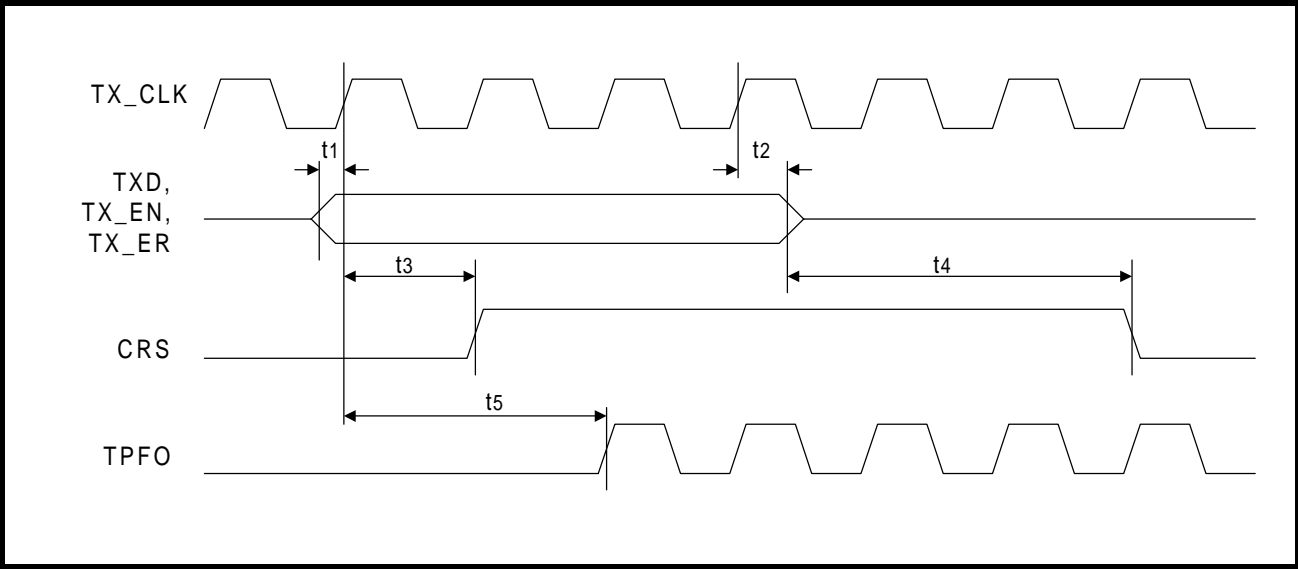 TX_CLK
t1
t2
TXD,
TX_EN,
TX_ER
t3
t4
CRS
t5
TPFO